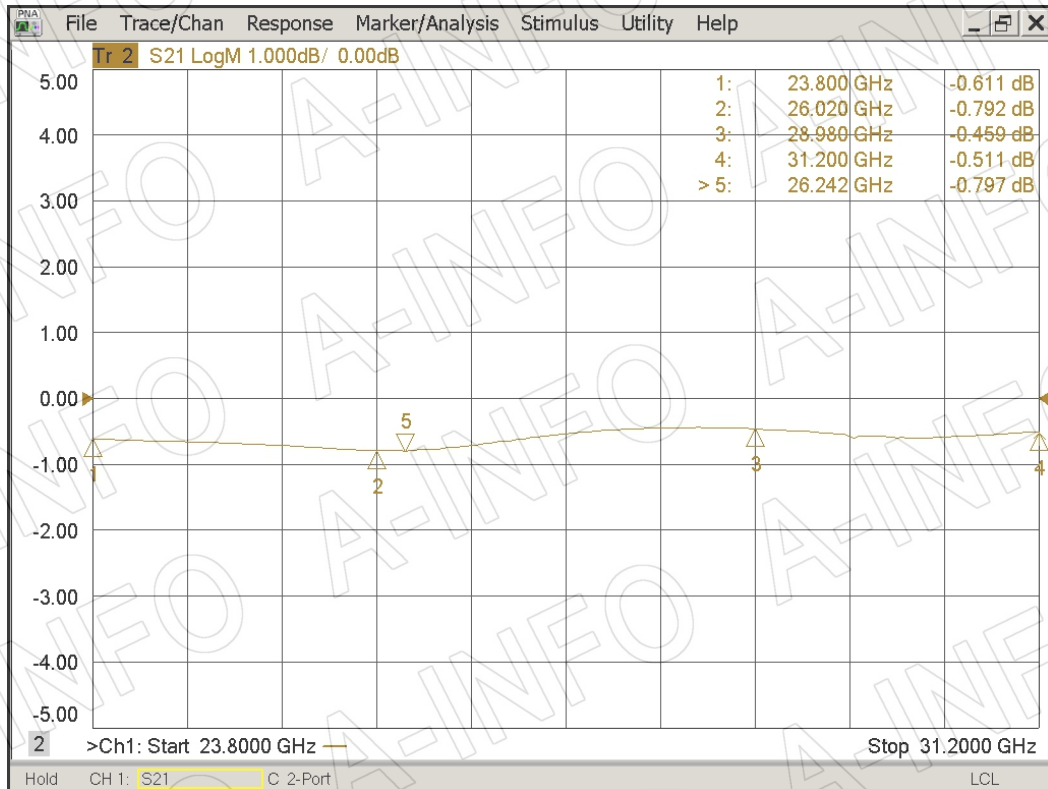 PNA
File Trace/Chan Response Marker/Analysis Stimulus Utility Help
Tr 2 S21 LogM 1.000dB/ 0.00dB
1: 23.800 GHz -0.611 dB
2: 26.020 GHz -0.792 dB
3: 28.980 GHz -0.459 dB
4: 31.200 GHz -0.511 dB
> 5: 26.242 GHz -0.797 dB
5.00
4.00
3.00
2.00
1.00
0.00
-1.00
-2.00
-3.00
-4.00
-5.00
1
2
5
3
4
2 >Ch1: Start 23.8000 GHz Stop 31.2000 GHz
Hold CH 1: S21 C 2-Port LCL
A-INFO